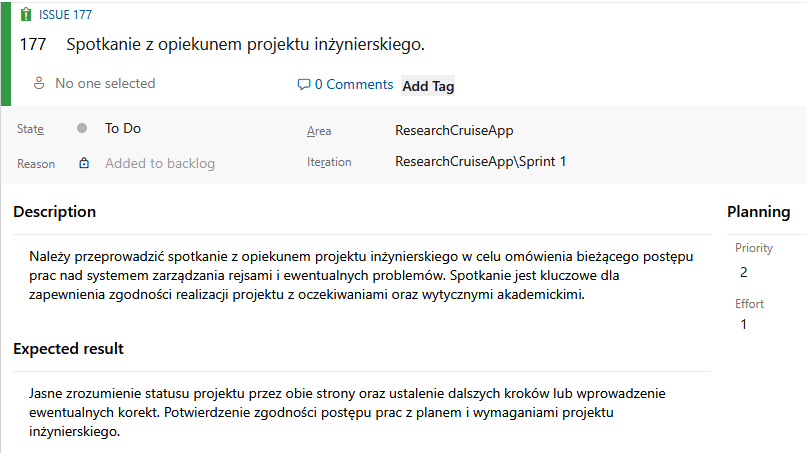 ISSUE 177
177 Spotkanie z opiekunem projektu inżynierskiego.
No one selected 0 Comments Add Tag
State To Do Area ResearchCruiseApp
Reason Added to backlog Iteration ResearchCruiseApp\Sprint 1
Description
Należy przeprowadzić spotkanie z opiekunem projektu inżynierskiego w celu omówienia bieżącego postępu
prac nad systemem zarządzania rejsami i ewentualnych problemów. Spotkanie jest kluczowe dla
zapewnienia zgodności realizacji projektu z oczekiwaniami oraz wytycznymi akademickimi.
Expected result
Jasne zrozumienie statusu projektu przez obie strony oraz ustalenie dalszych kroków lub wprowadzenie
ewentualnych korekt. Potwierdzenie zgodności postępu prac z planem i wymaganiami projektu
inżynierskiego.
Planning
Priority
2
Effort
1